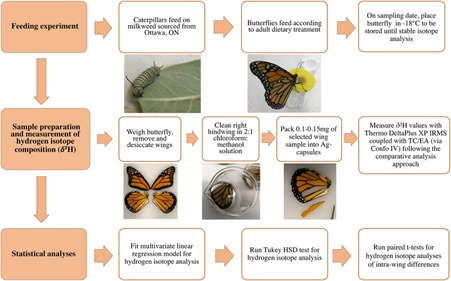 Feeding experiment
Caterpillars feed on
milkweed sourced from
Ottawa, ON
Butterflies feed according to
adult dietary treatment
On sampling date, place
butterfly in -18°C to be
stored until stable isotope
analysis
Sample preparation
and measurement of
hydrogen isotope
composition (δ²H)
Weigh butterfly,
remove and
desiccate wings
Clean right
hindwing in 2:1
chloroform:
methanol
solution
Pack 0.1-0.15mg of
selected wing
sample into Ag-
capsules
Measure δ²H values with
Thermo DeltaPlus XP IRMS
coupled with TC/EA (via
Conflo IV) following the
comparative analysis
approach
Statistical analyses
Fit multivariate linear
regression model for
hydrogen isotope analysis
Run Tukey HSD test for
hydrogen isotope analysis
Run paired t-tests for
hydrogen isotope analyses
of intra-wing differences